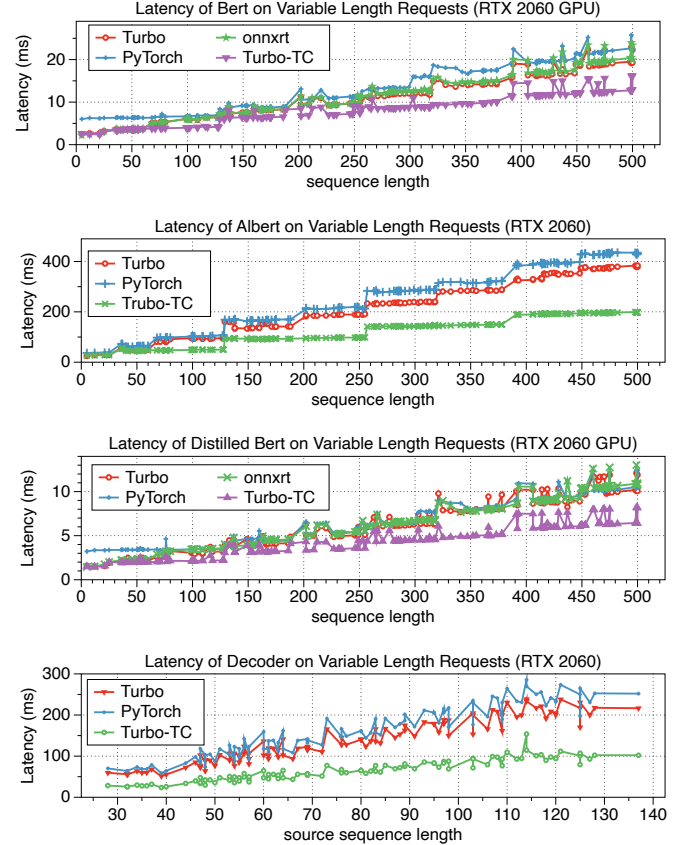 Latency of Bert on Variable Length Requests (RTX 2060 GPU)
Latency (ms)
20
10
0
Turbo
PyTorch
onnxrt
Turbo-TC
0 50 100 150 200 250 300 350 400 450 500
sequence length
Latency of Albert on Variable Length Requests (RTX 2060)
Latency (ms)
400
200
0
Turbo
PyTorch
Trubo-TC
0 50 100 150 200 250 300 350 400 450 500
sequence length
Latency of Distilled Bert on Variable Length Requests (RTX 2060 GPU)
Latency (ms)
10
5
0
Turbo
PyTorch
onnxrt
Turbo-TC
0 50 100 150 200 250 300 350 400 450 500
sequence length
Latency of Decoder on Variable Length Requests (RTX 2060)
Latency (ms)
300
200
100
0
Turbo
PyTorch
Turbo-TC
30 40 50 60 70 80 90 100 110 120 130 140
source sequence length